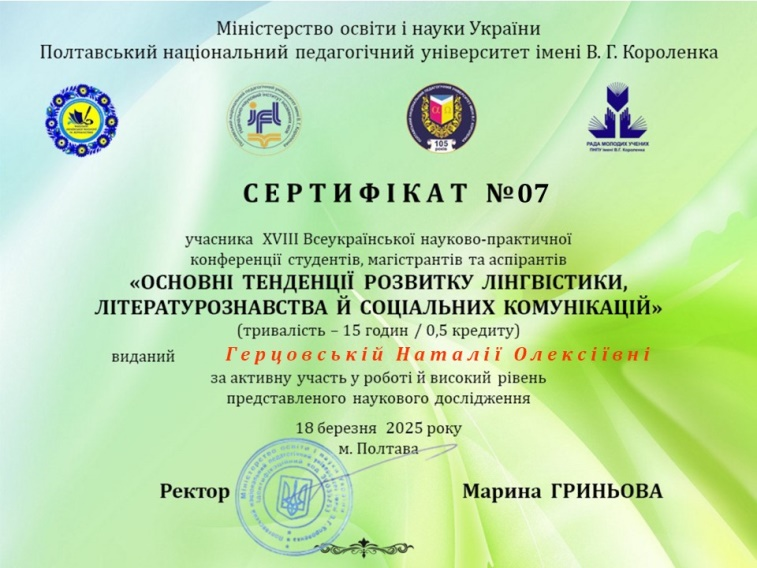 Міністерство освіти і науки України
Полтавський національний педагогічний університет імені В. Г. Короленка
105
років
РАДА МОЛОДИХ УЧЕНИХ
ПНПУ імені В.Г. Короленка
СЕРТИФІКАТ №07
учасника XVIII Всеукраїнської науково-практичної
конференції студентів, магістрантів та аспірантів
«ОСНОВНІ ТЕНДЕНЦІЇ РОЗВИТКУ ЛІНГВІСТИКИ,
ЛІТЕРАТУРОЗНАВСТВА Й СОЦІАЛЬНИХ КОМУНІКАЦІЙ»
(тривалість – 15 годин / 0,5 кредиту)
виданий Герцовській Наталії Олексіївні
за активну участь у роботі й високий рівень
представленого наукового дослідження
18 березня 2025 року
м. Полтава
Ректор Марина ГРИНЬОВА